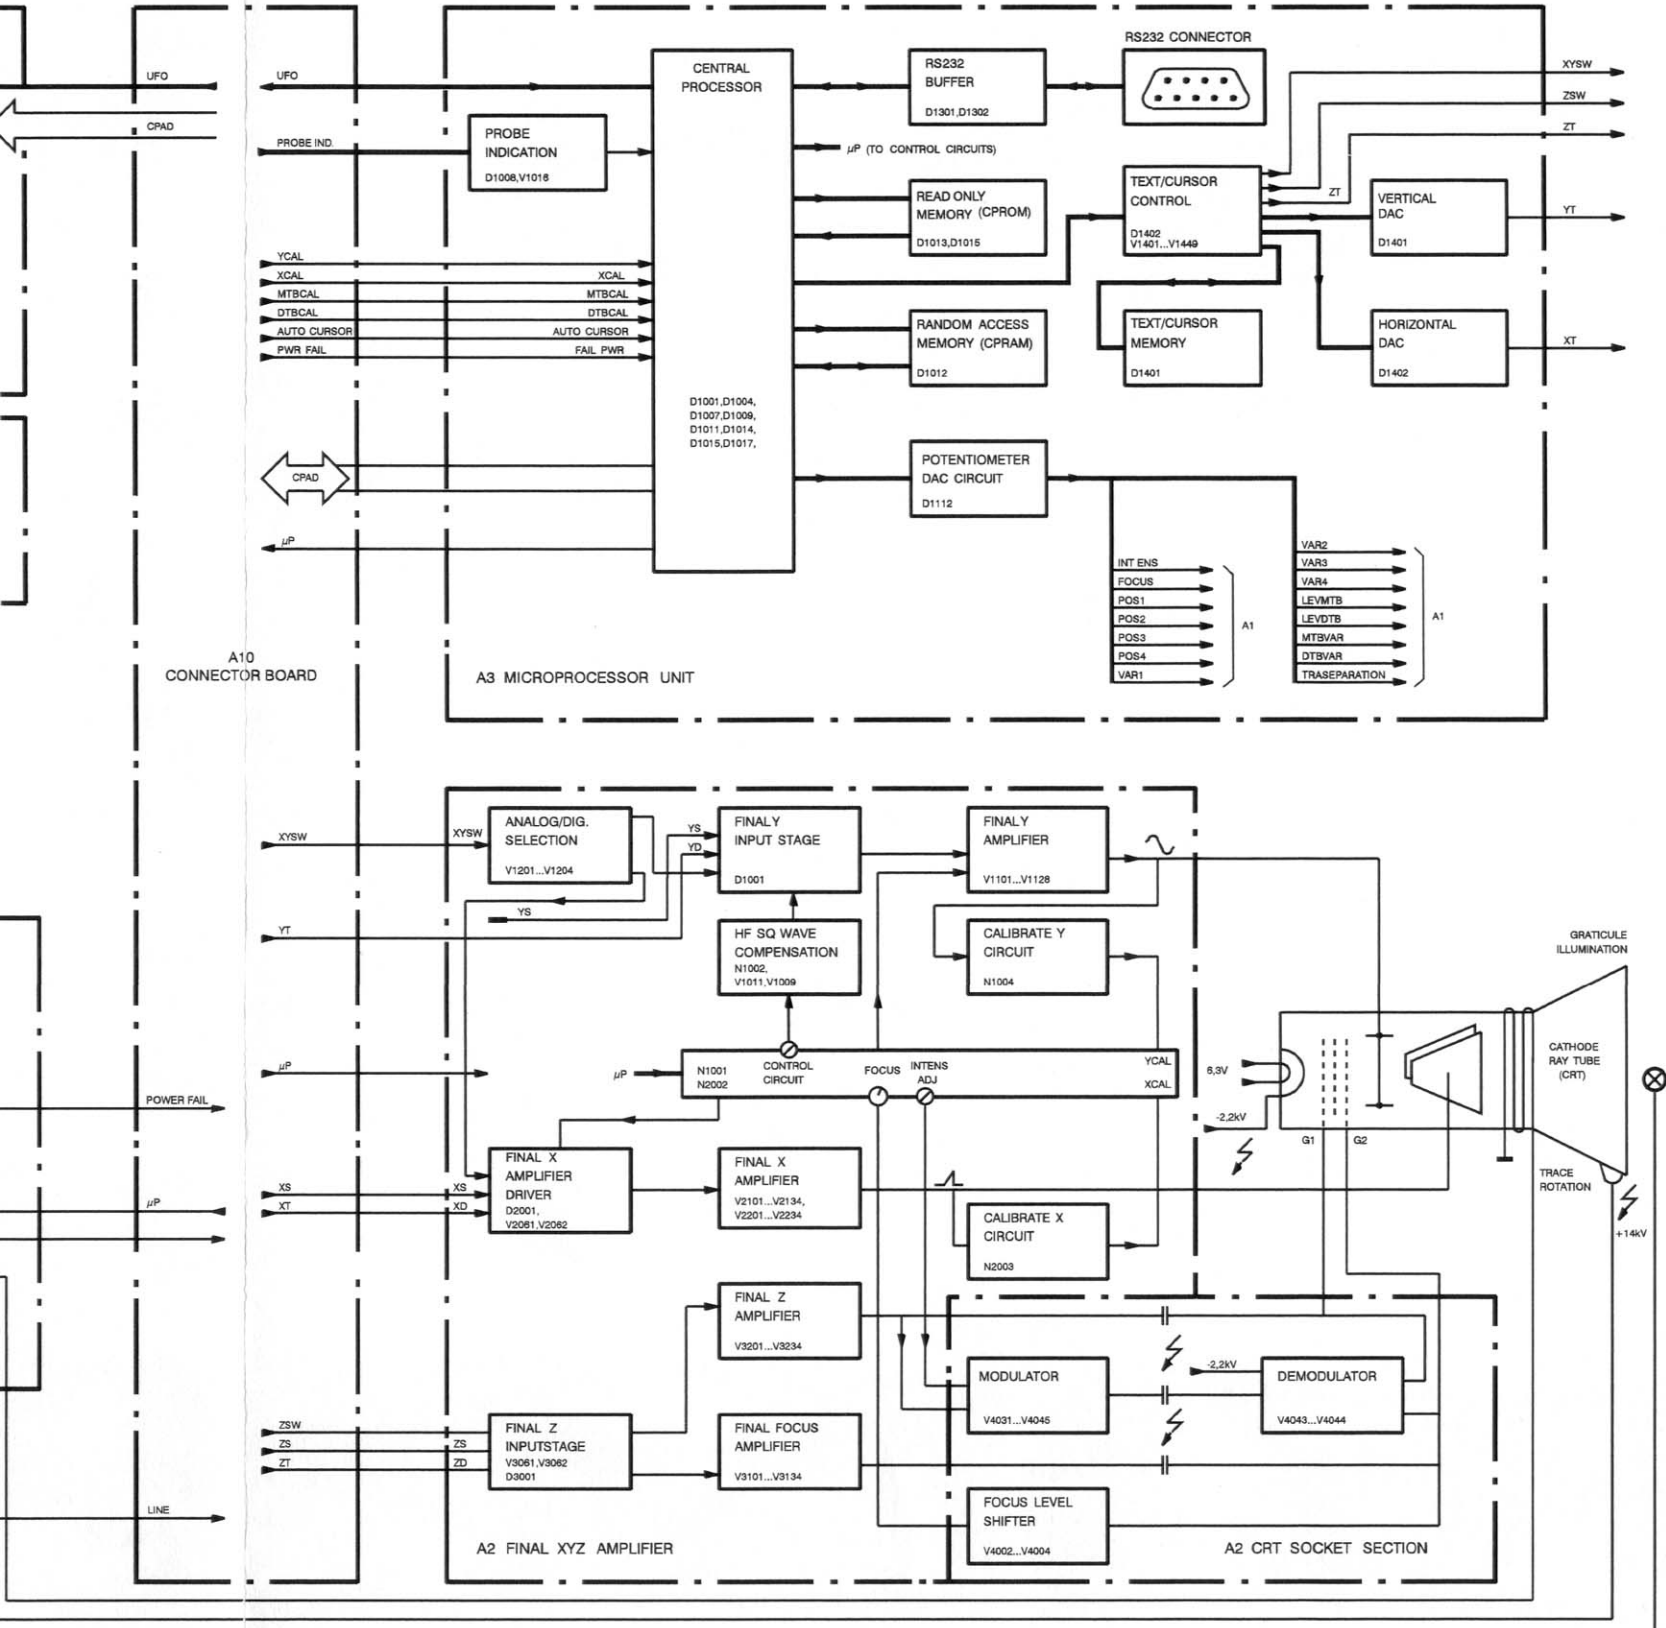 UFO
CPAD
UFO
PROBE IND.
PROBE
INDICATION
D1008,V1016
CENTRAL
PROCESSOR
D1001,D1004,
D1007,D1009,
D1011,D1014,
D1015,D1017,
RS232
BUFFER
D1301,D1302
RS232 CONNECTOR
XYSW
ZSW
ZT
µP (TO CONTROL CIRCUITS)
READ ONLY
MEMORY (CPROM)
D1013,D1015
TEXT/CURSOR
CONTROL
D1402
V1401...V1449
ZT
VERTICAL
DAC
D1401
YT
YCAL
XCAL
MTBCAL
DTBCAL
AUTO CURSOR
PWR FAIL
XCAL
MTBCAL
DTBCAL
AUTO CURSOR
FAIL PWR
RANDOM ACCESS
MEMORY (CPRAM)
D1012
TEXT/CURSOR
MEMORY
D1401
HORIZONTAL
DAC
D1402
XT
CPAD
µP
POTENTIOMETER
DAC CIRCUIT
D1112
INT ENS
FOCUS
POS1
POS2
POS3
POS4
VAR1
A1
VAR2
VAR3
VAR4
LEVMTB
LEVDTB
MTBVAR
DTBVAR
TRASEPARATION
A1
A10
CONNECTOR BOARD
A3 MICROPROCESSOR UNIT
XYSW
XYSW
ANALOG/DIG.
SELECTION
V1201...V1204
YS
YD
FINALY
INPUT STAGE
D1001
FINALY
AMPLIFIER
V1101...V1128
YS
YT
HF SQ WAVE
COMPENSATION
N1002,
V1011,V1009
CALIBRATE Y
CIRCUIT
N1004
GRATICULE
ILLUMINATION
µP
µP
N1001
N2002
CONTROL
CIRCUIT
FOCUS
INTENS
ADJ
YCAL
XCAL
6,3V
-2,2kV
G1
G2
CATHODE
RAY TUBE
(CRT)
TRACE
ROTATION
+14kV
POWER FAIL
µP
XS
XT
XS
XD
FINAL X
AMPLIFIER
DRIVER
D2001,
V2061,V2062
FINAL X
AMPLIFIER
V2101...V2134,
V2201...V2234
CALIBRATE X
CIRCUIT
N2003
FINAL Z
AMPLIFIER
V3201...V3234
MODULATOR
V4031...V4045
-2,2kV
DEMODULATOR
V4043...V4044
ZSW
ZS
ZT
ZS
ZD
FINAL Z
INPUTSTAGE
V3061,V3062
D3001
FINAL FOCUS
AMPLIFIER
V3101...V3134
LINE
FOCUS LEVEL
SHIFTER
V4002...V4004
A2 FINAL XYZ AMPLIFIER
A2 CRT SOCKET SECTION